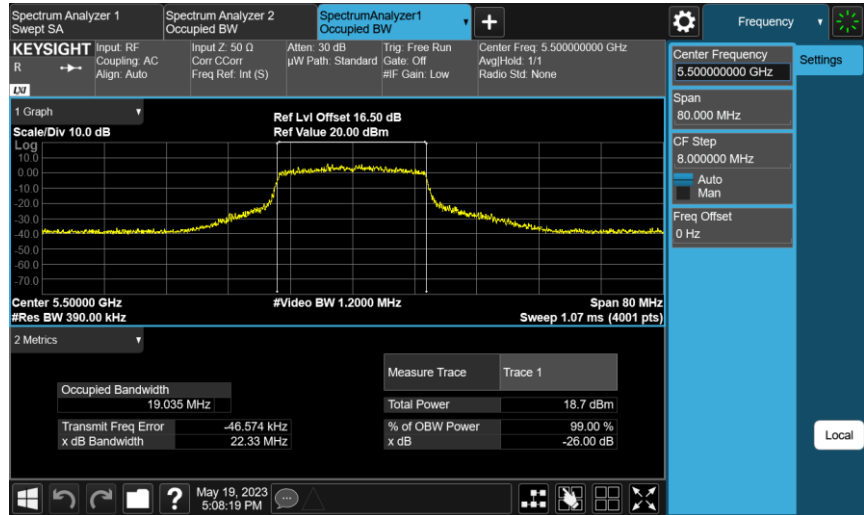 Spectrum Analyzer 1
Swept SA
Spectrum Analyzer 2
Occupied BW
SpectrumAnalyzer1
Occupied BW
Frequency
KEYSIGHT
R
LXI
Input: RF
Coupling: AC
Align: Auto
Input Z: 50 Ω
Corr CCorr
Freq Ref: Int (S)
Atten: 30 dB
µW Path: Standard
Trig: Free Run
Gate: Off
#IF Gain: Low
Center Freq: 5.500000000 GHz
Avg|Hold: 1/1
Radio Std: None
Center Frequency
5.500000000 GHz
Settings
Span
80.000 MHz
CF Step
8.000000 MHz
Auto
Man
Freq Offset
0 Hz
1 Graph
Scale/Div 10.0 dB
Ref Lvl Offset 16.50 dB
Ref Value 20.00 dBm
Log
10.0
0.00
-10.0
-20.0
-30.0
-40.0
-50.0
-60.0
-70.0
Center 5.50000 GHz
#Video BW 1.2000 MHz
Span 80 MHz
#Res BW 390.00 kHz
Sweep 1.07 ms (4001 pts)
2 Metrics
Measure Trace Trace 1
Occupied Bandwidth
19.035 MHz
Total Power 18.7 dBm
Transmit Freq Error -46.574 kHz
% of OBW Power 99.00 %
x dB Bandwidth 22.33 MHz
x dB -26.00 dB
Local
?
May 19, 2023
5:08:19 PM